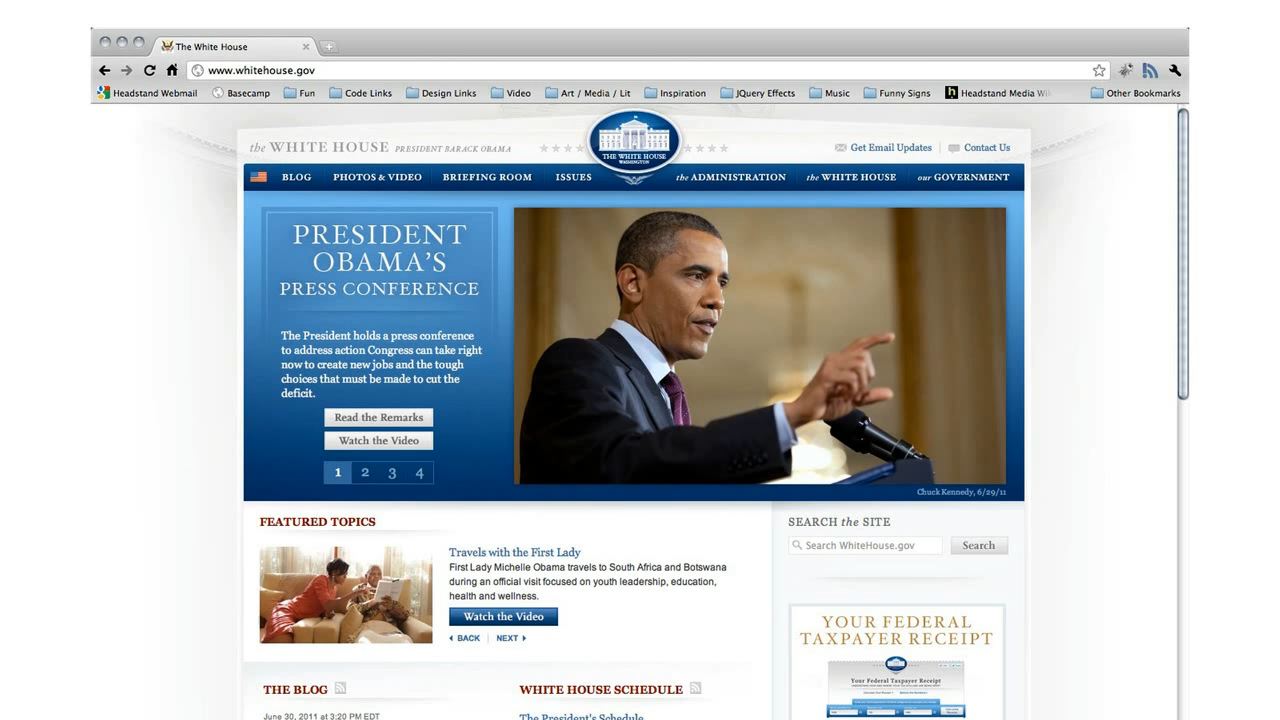 The White House
www.whitehouse.gov
Headstand Webmail Basecamp Fun Code Links Design Links Video Art / Media / Lit Inspiration JQuery Effects Music Funny Signs Headstand Media Other Bookmarks
the WHITE HOUSE PRESIDENT BARACK OBAMA
THE WHITE HOUSE
WASHINGTON
Get Email Updates Contact Us
BLOG PHOTOS & VIDEO BRIEFING ROOM ISSUES the ADMINISTRATION the WHITE HOUSE our GOVERNMENT
PRESIDENT
OBAMA'S
PRESS CONFERENCE
The President holds a press conference
to address action Congress can take right
now to create new jobs and the tough
choices that must be made to cut the
deficit.
Read the Remarks
Watch the Video
1 2 3 4
Chuck Kennedy, 6/29/11
FEATURED TOPICS
Travels with the First Lady
First Lady Michelle Obama travels to South Africa and Botswana
during an official visit focused on youth leadership, education,
health and wellness.
Watch the Video
BACK NEXT
SEARCH the SITE
Search WhiteHouse.gov Search
YOUR FEDERAL
TAXPAYER RECEIPT
Your Federal Taxpayer Receipt
THE BLOG
June 30, 2011 at 3:20 PM EDT
WHITE HOUSE SCHEDULE
The President's Schedule